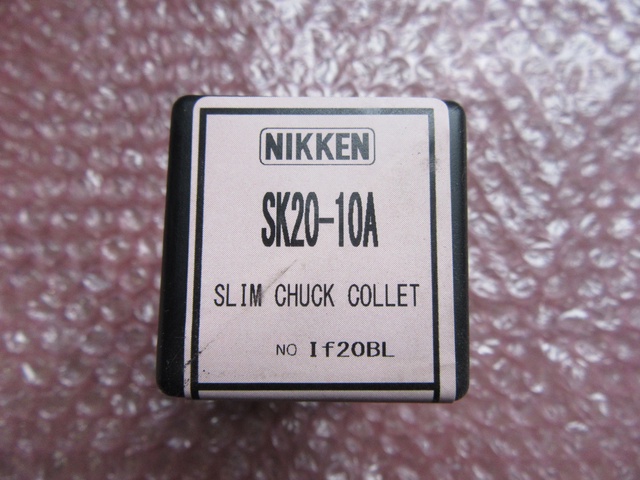 NIKKEN
SK20-10A
SLIM CHUCK COLLET
NO If20BL